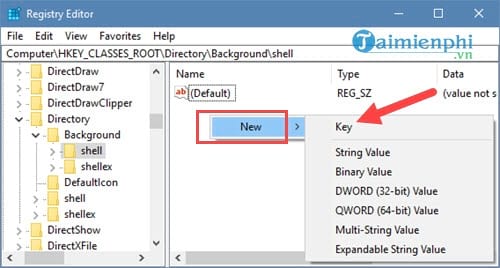 Registry Editor
Taimienphi
.vn
File Edit View Favorites Help
Computer\HKEY_CLASSES_ROOT\Directory\Background\shell
DirectDraw
DirectDraw7
DirectDrawClipper
Directory
Background
shell
shellex
DefaultIcon
shell
shellex
DirectShow
DirectXFile
Name Type Data
ab (Default) REG_SZ (value not s
New
Key
String Value
Binary Value
DWORD (32-bit) Value
QWORD (64-bit) Value
Multi-String Value
Expandable String Value